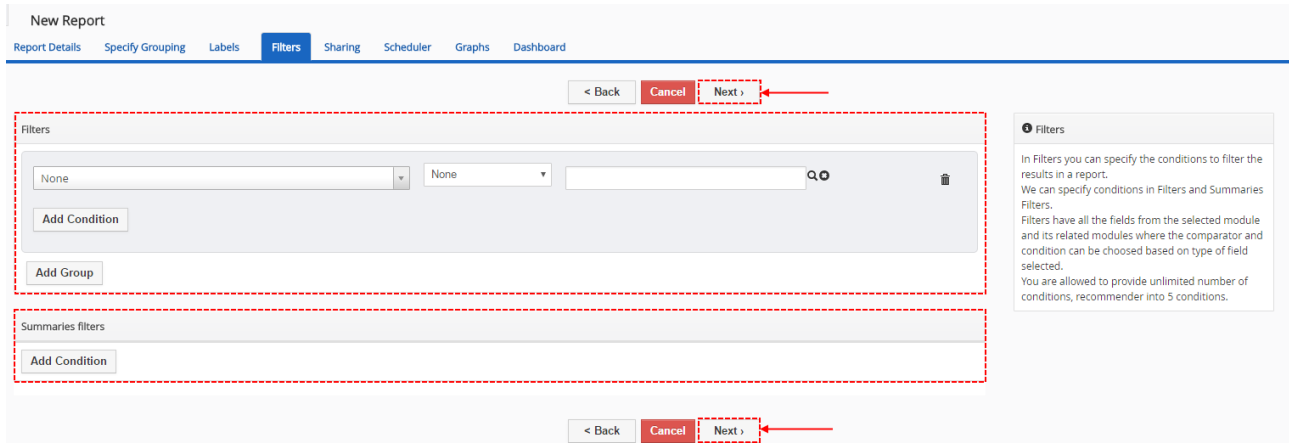 New Report
Report Details Specify Grouping Labels Filters Sharing Scheduler Graphs Dashboard
< Back Cancel Next ›
Filters
None None
Add Condition
Add Group
Summaries filters
Add Condition
< Back Cancel Next ›
Filters
In Filters you can specify the conditions to filter the
results in a report.
We can specify conditions in Filters and Summaries
Filters.
Filters have all the fields from the selected module
and its related modules where the comparator and
condition can be choosed based on type of field
selected.
You are allowed to provide unlimited number of
conditions, recommender into 5 conditions.